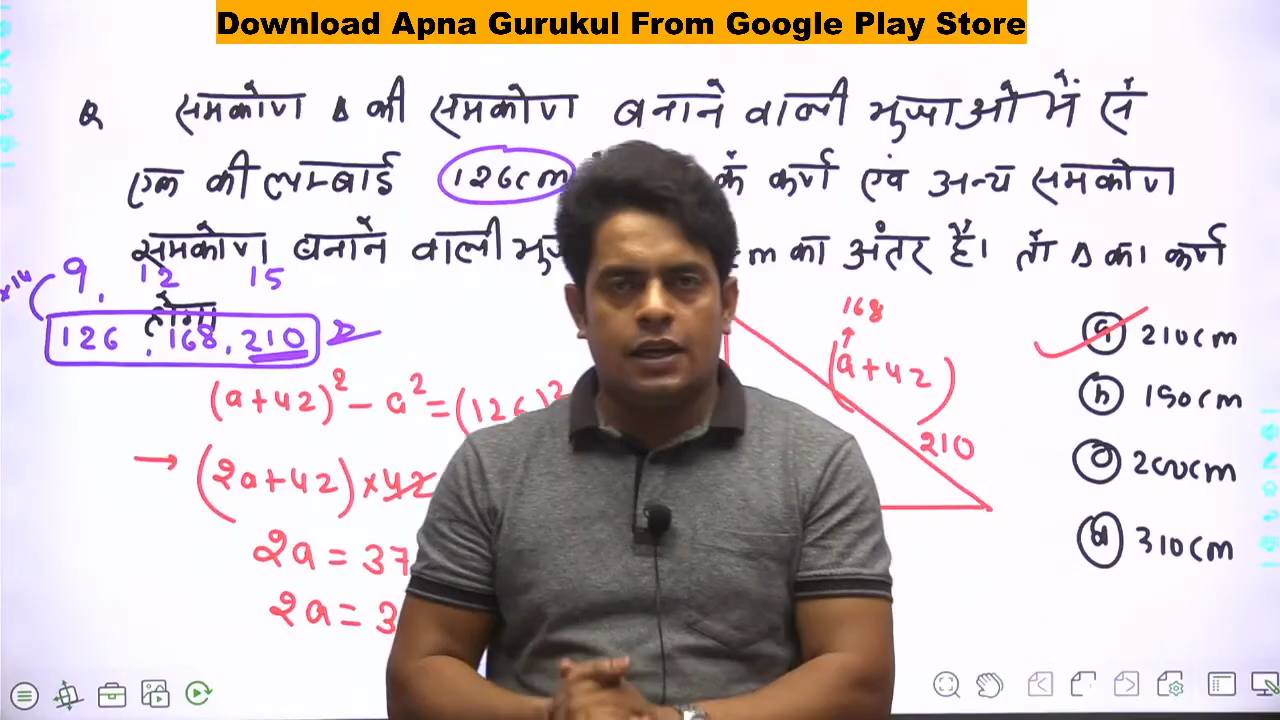 Download Apna Gurukul From Google Play Store
Q समकोण Δ की समकोण बनाने वाली भुजाओ में से
एक की लम्बाई 126cm के कर्ण एवं अन्य समकोण
समकोण बनाने वाली m का अंतर है। तो Δ का कर्ण
होगा
9, 12 15
×14
126, 168, 210
(a+42)² - a² = (126)²
→ (2a+42)×42
2a = 37
2a = 3
168
(a+42)
210
ⓐ 210cm
ⓑ 150cm
ⓒ 200cm
ⓓ 310cm